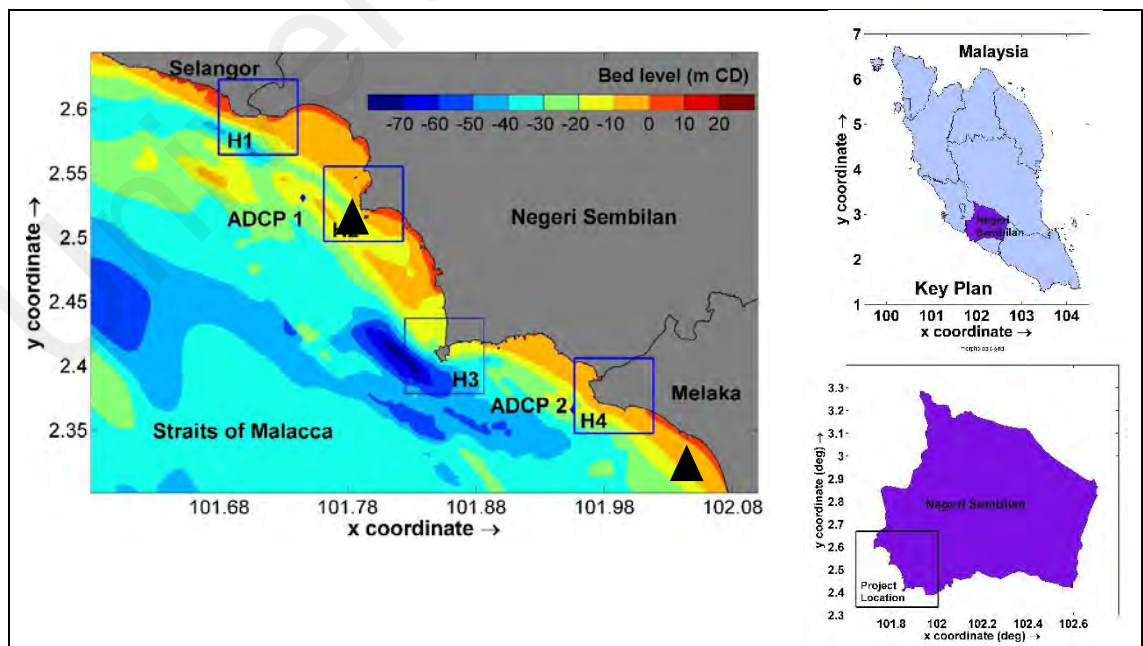 Univers
Selangor
Bed level (m CD)
-70 -60 -50 -40 -30 -20 -10 0 10 20
2.6
2.55
2.5
2.45
2.4
2.35
y coordinate →
H1
ADCP 1
H2
Negeri Sembilan
H3
ADCP 2
H4
Melaka
Straits of Malacca
101.68 101.78 101.88 101.98 102.08
x coordinate →
7
6
5
4
3
2
1
y coordinate →
Malaysia
Negeri
Sembilan
Key Plan
100 101 102 103 104
x coordinate →
3.3
3.2
3.1
3
2.9
2.8
2.7
2.6
2.5
2.4
2.3
y coordinate (deg) →
Negeri Sembilan
Project
Location
101.8 102 102.2 102.4 102.6
x coordinate (deg) →